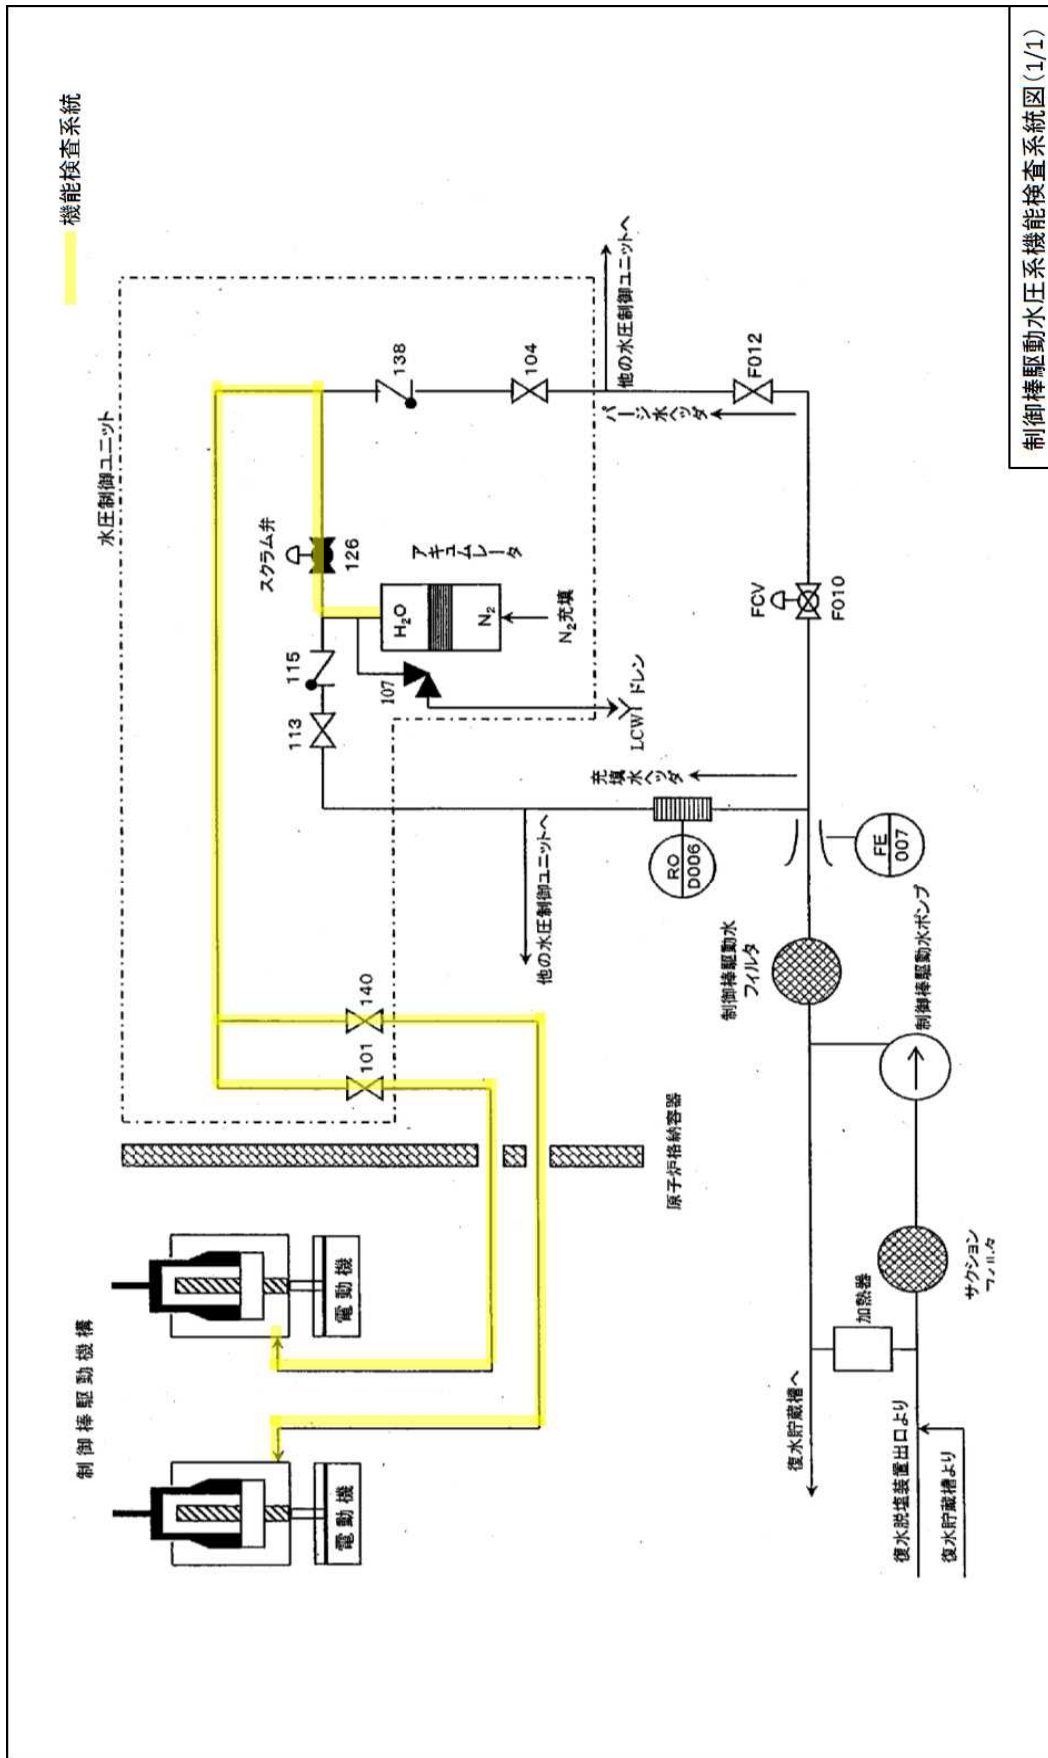 機能検査系統
制御棒駆動水圧系機能検査系統図(1/1)
水圧制御ユニット
スクラム弁
126
138
104
他の水圧制御ユニットへ
パージ水ヘッダ
F012
アキュムレータ
H₂O
N₂
N₂充填
115
113
107
LCW
ドレン
FCV
F010
充填水ヘッダ
他の水圧制御ユニットへ
RO
D006
FE
007
140
101
制御棒駆動水
フィルタ
制御棒駆動水ポンプ
原子炉格納容器
制御棒駆動機構
電動機
電動機
加熱器
サクション
復水貯蔵槽へ
復水脱塩装置出口より
復水貯蔵槽より